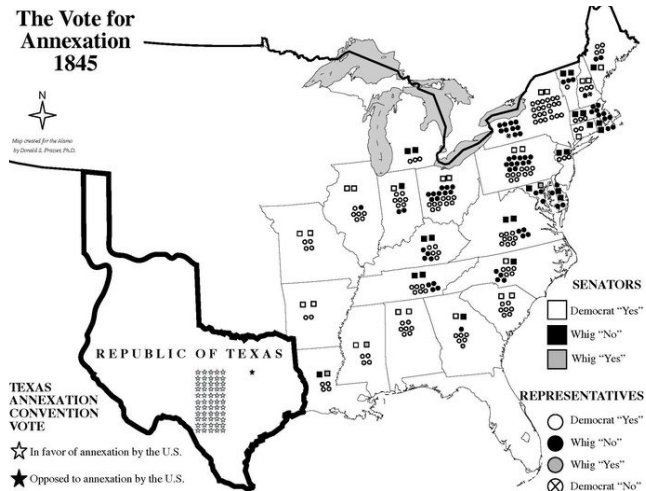 The Vote for
Annexation
1845
N
Map created for the Alamo
by Donald S. Frazier, Ph.D.
REPUBLIC OF TEXAS
TEXAS
ANNEXATION
CONVENTION
VOTE
In favor of annexation by the U.S.
Opposed to annexation by the U.S.
SENATORS
Democrat “Yes”
Whig “No”
Whig “Yes”
REPRESENTATIVES
Democrat “Yes”
Whig “No”
Whig “Yes”
Democrat “No”